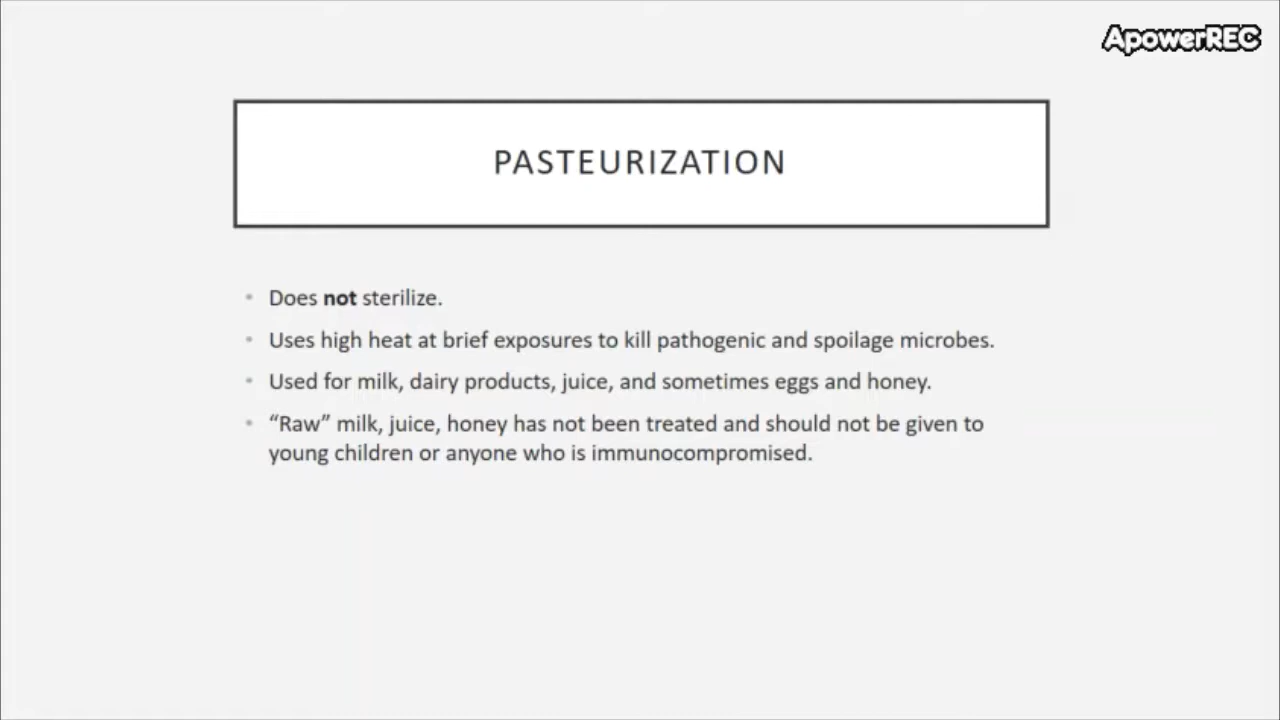 ApowerREC
PASTEURIZATION
• Does not sterilize.
• Uses high heat at brief exposures to kill pathogenic and spoilage microbes.
• Used for milk, dairy products, juice, and sometimes eggs and honey.
• “Raw” milk, juice, honey has not been treated and should not be given to
young children or anyone who is immunocompromised.